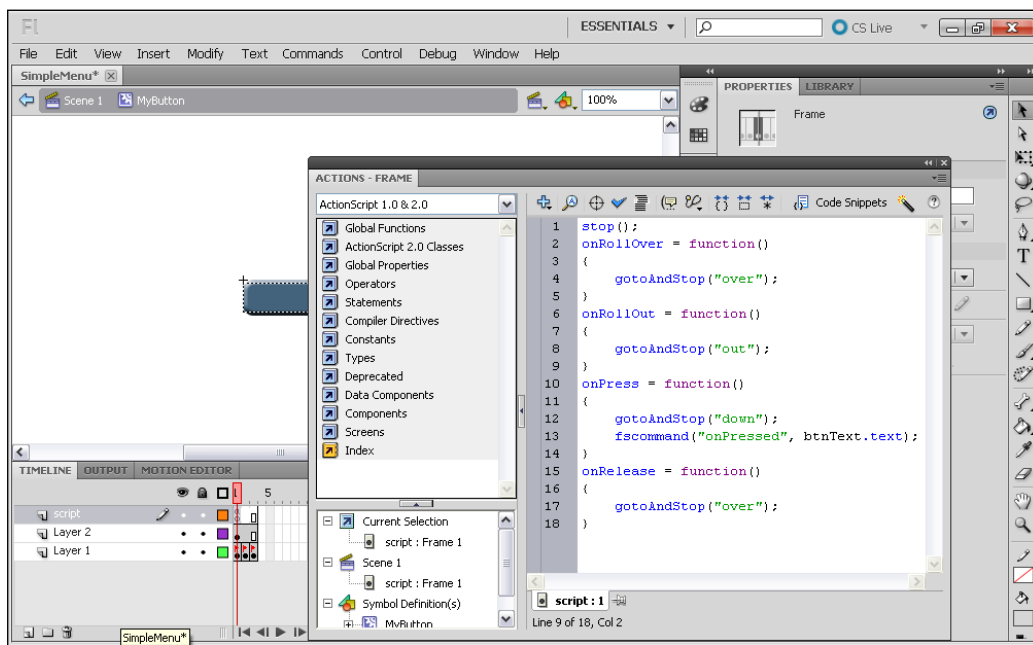 Fl
ESSENTIALS
CS Live
File Edit View Insert Modify Text Commands Control Debug Window Help
SimpleMenu*
Scene 1 MyButton
100%
PROPERTIES LIBRARY
Frame
ACTIONS - FRAME
ActionScript 1.0 & 2.0
Global Functions
ActionScript 2.0 Classes
Global Properties
Operators
Statements
Compiler Directives
Constants
Types
Deprecated
Data Components
Components
Screens
Index
Current Selection
script : Frame 1
Scene 1
script : Frame 1
Symbol Definition(s)
MyButton
Code Snippets
1 stop();
2 onRollOver = function()
3 {
4 gotoAndStop("over");
5 }
6 onRollOut = function()
7 {
8 gotoAndStop("out");
9 }
10 onPress = function()
11 {
12 gotoAndStop("down");
13 fscommand("onPressed", btnText.text);
14 }
15 onRelease = function()
16 {
17 gotoAndStop("over");
18 }
script : 1
Line 9 of 18, Col 2
TIMELINE OUTPUT MOTION EDITOR
1 5
script
Layer 2
Layer 1
SimpleMenu*
T